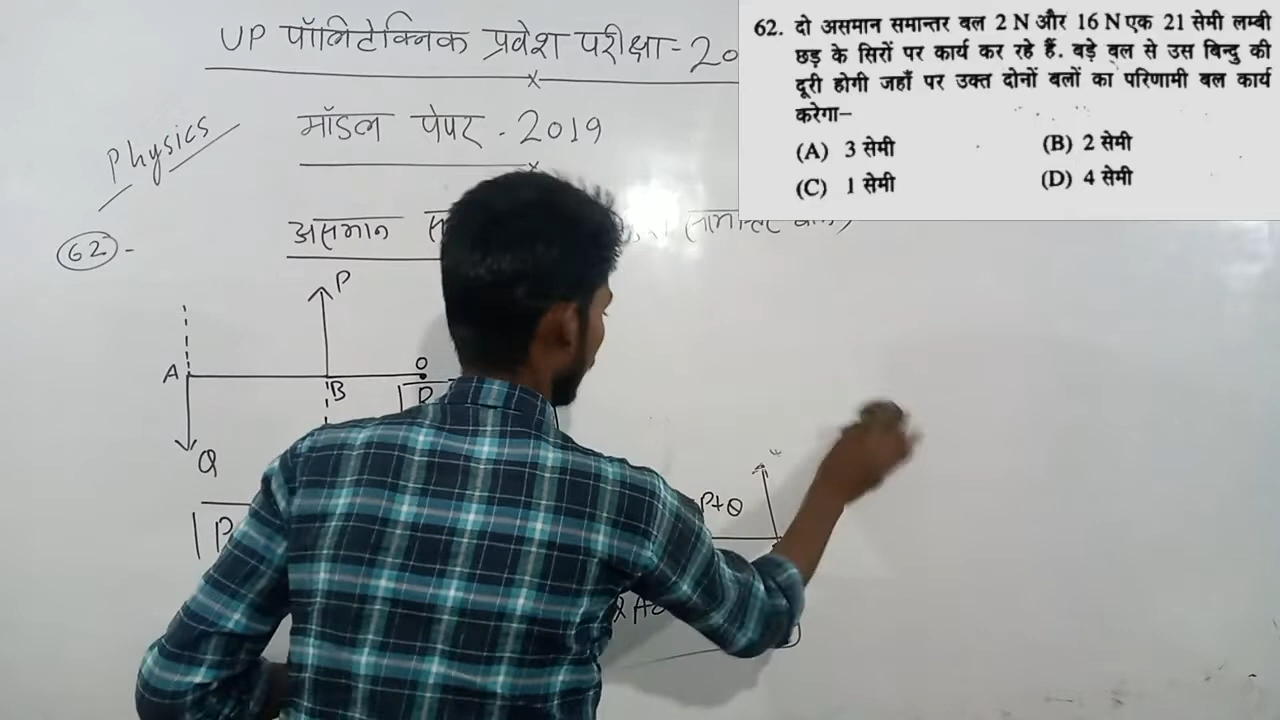 UP पॉलिटेक्निक प्रवेश परीक्षा-20
मॉडल पेपर - 2019
Physics
62. दो असमान समान्तर बल 2 N और 16 N एक 21 सेमी लम्बी
छड़ के सिरों पर कार्य कर रहे हैं. बड़े बल से उस बिन्दु की
दूरी होगी जहाँ पर उक्त दोनों बलों का परिणामी बल कार्य
करेगा–
(A) 3 सेमी (B) 2 सेमी
(C) 1 सेमी (D) 4 सेमी
62 -
असमान
P
A B O
R
Q
P+Q
P